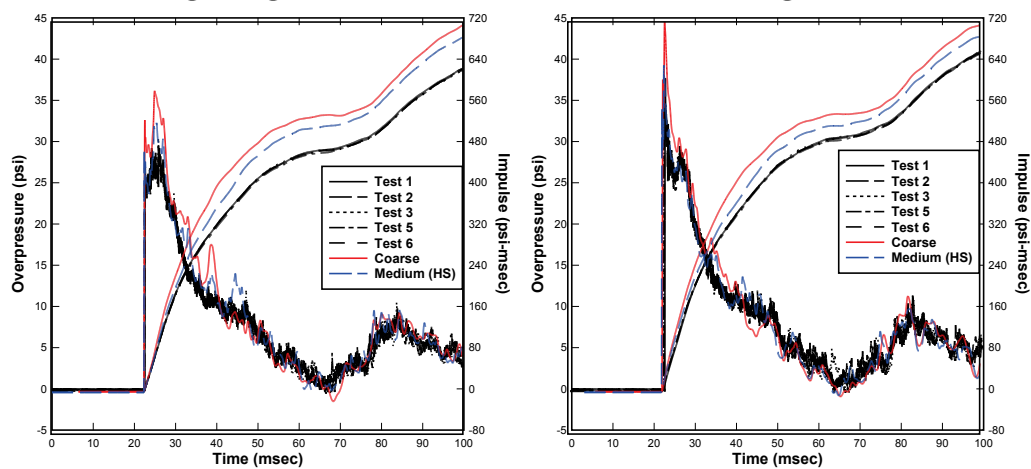 45
40
35
30
25
20
15
10
5
0
-5
Overpressure (psi)
720
640
560
480
400
320
240
160
80
0
-80
Impulse (psi-msec)
Test 1
Test 2
Test 3
Test 5
Test 6
Coarse
Medium (HS)
0 10 20 30 40 50 60 70 80 90 100
Time (msec)
45
40
35
30
25
20
15
10
5
0
-5
Overpressure (psi)
720
640
560
480
400
320
240
160
80
0
-80
Impulse (psi-msec)
Test 1
Test 2
Test 3
Test 5
Test 6
Coarse
Medium (HS)
0 10 20 30 40 50 60 70 80 90 100
Time (msec)